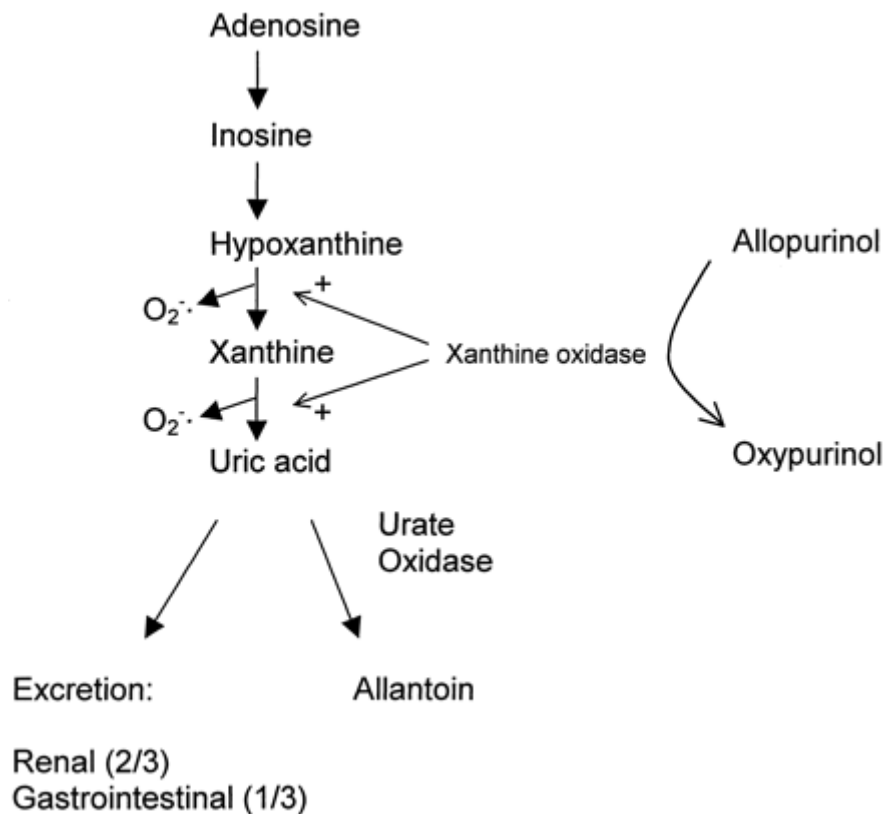 Adenosine
Inosine
Hypoxanthine
Allopurinol
+
O₂⁻·
Xanthine
Xanthine oxidase
+
O₂⁻·
Uric acid
Oxypurinol
Urate
Oxidase
Excretion:
Allantoin
Renal (2/3)
Gastrointestinal (1/3)